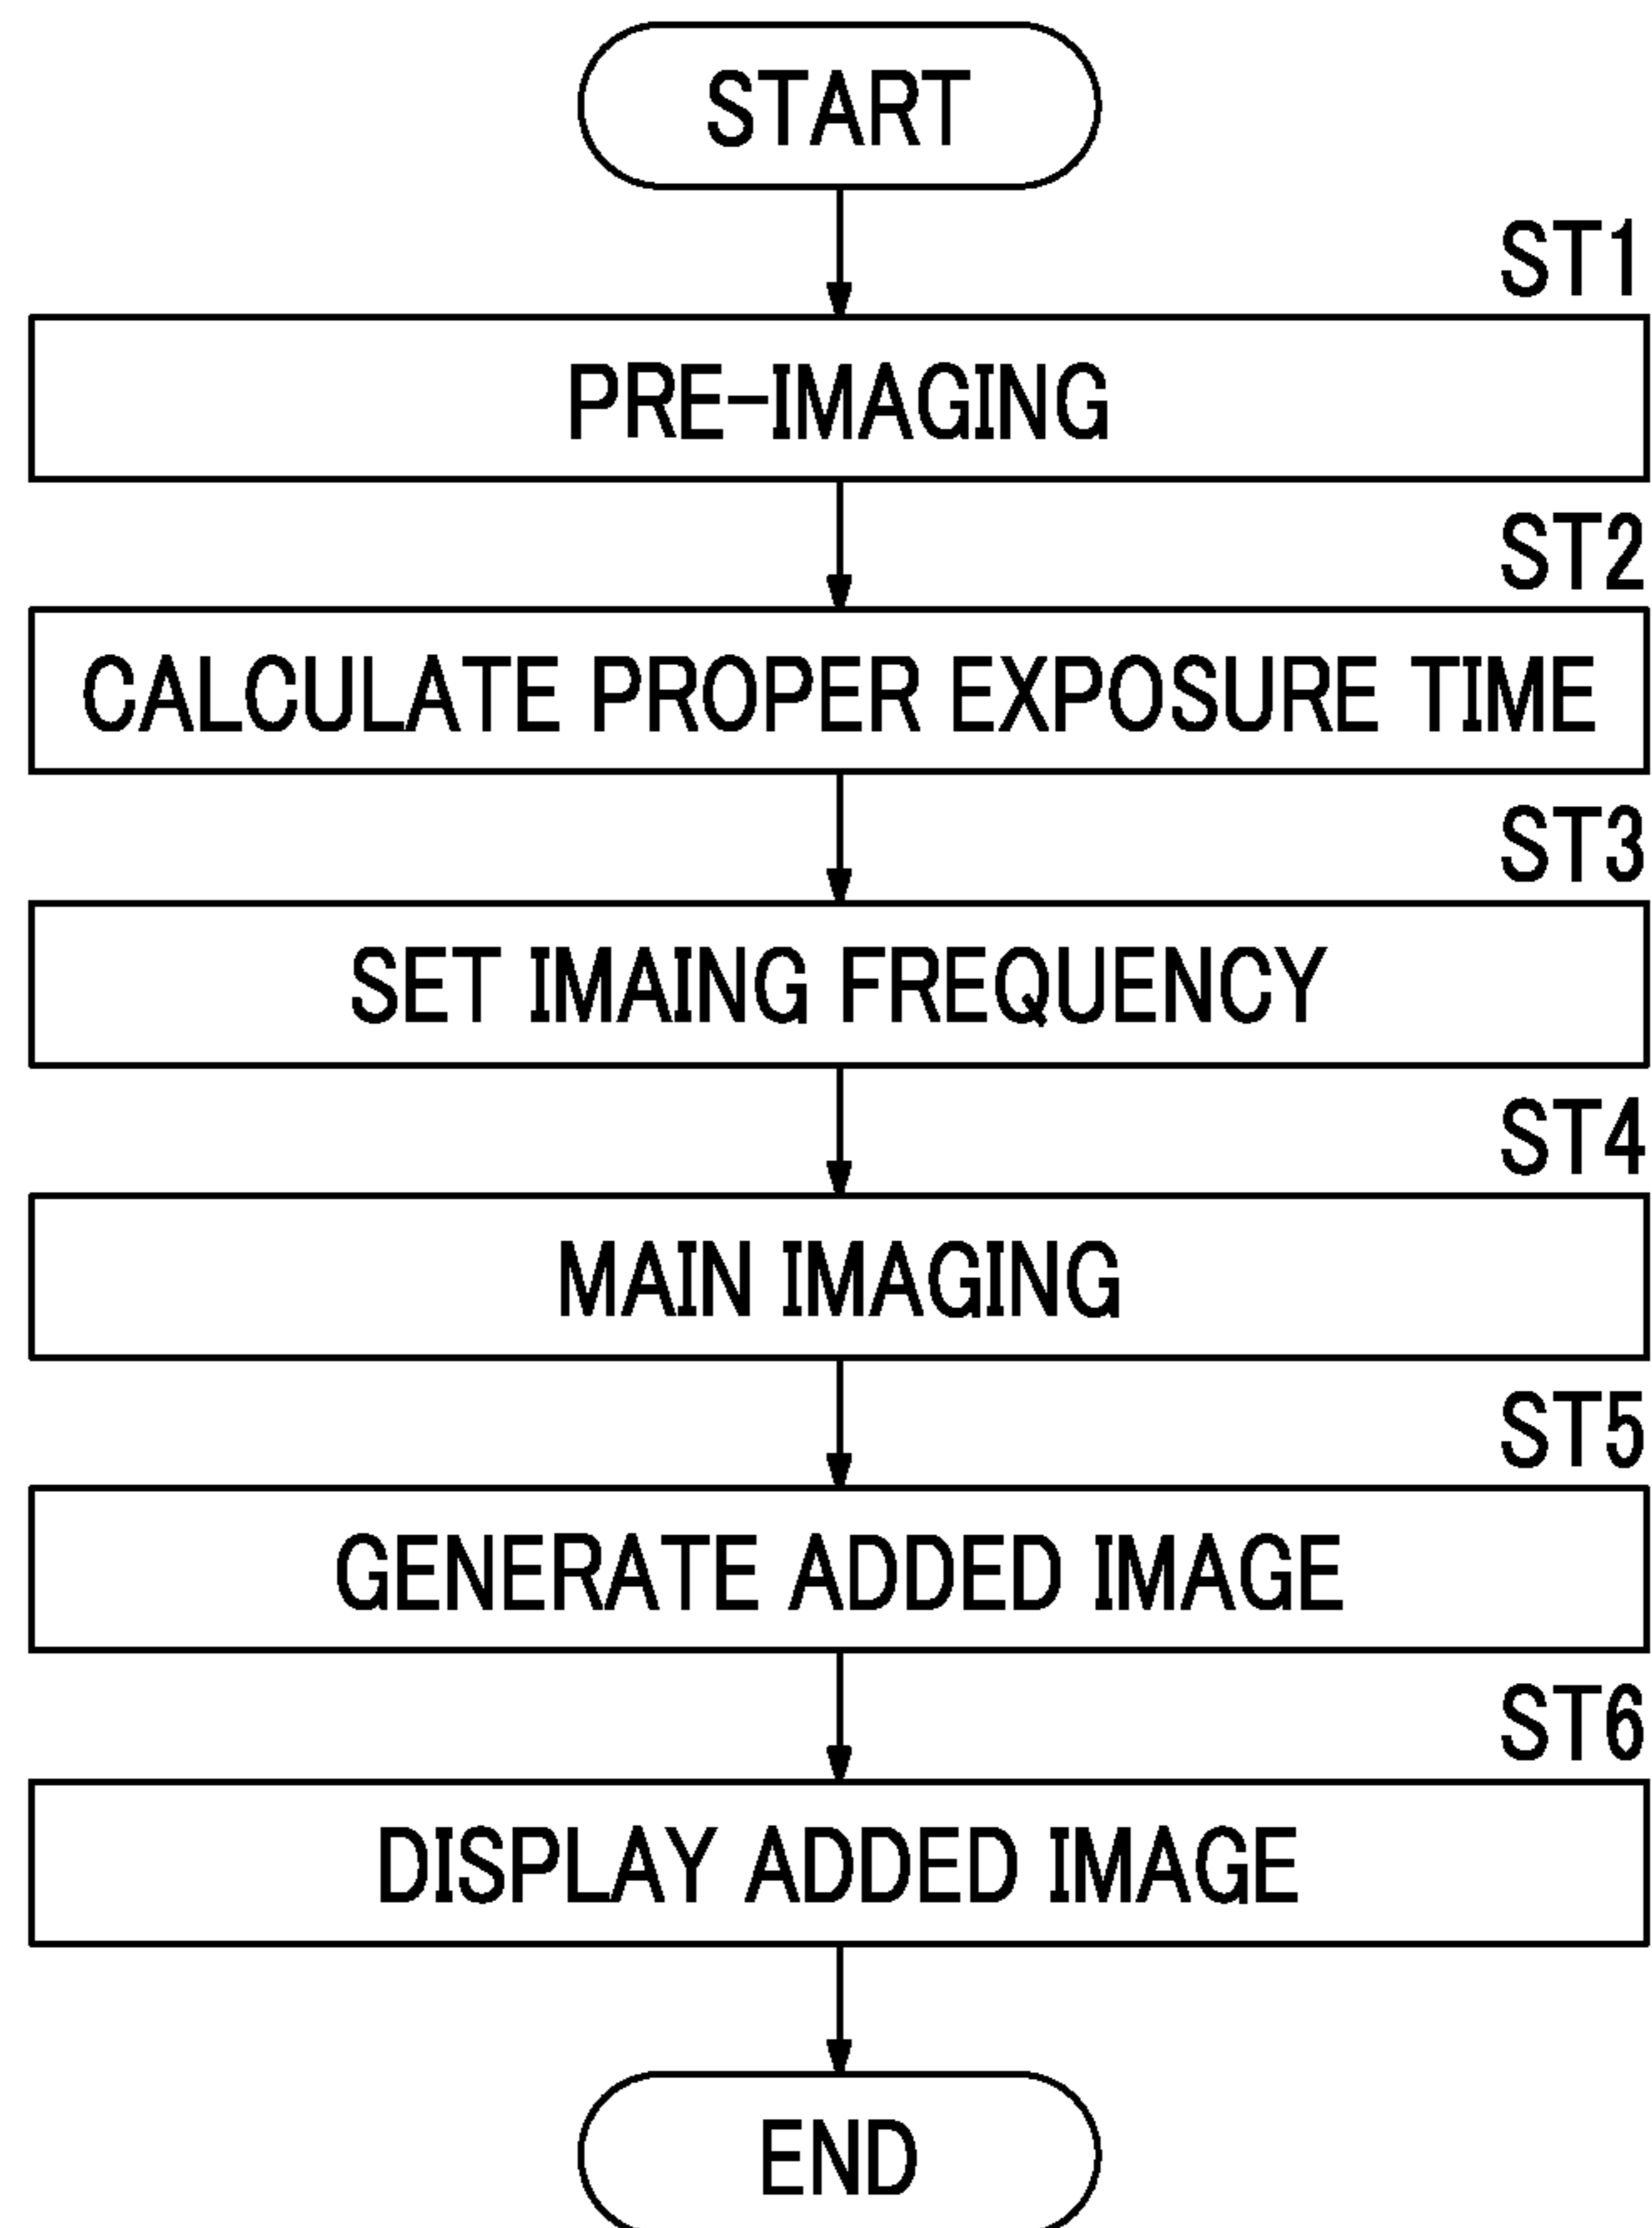 START
ST1
PRE-IMAGING
ST2
CALCULATE PROPER EXPOSURE TIME
ST3
SET IMAING FREQUENCY
ST4
MAIN IMAGING
ST5
GENERATE ADDED IMAGE
ST6
DISPLAY ADDED IMAGE
END